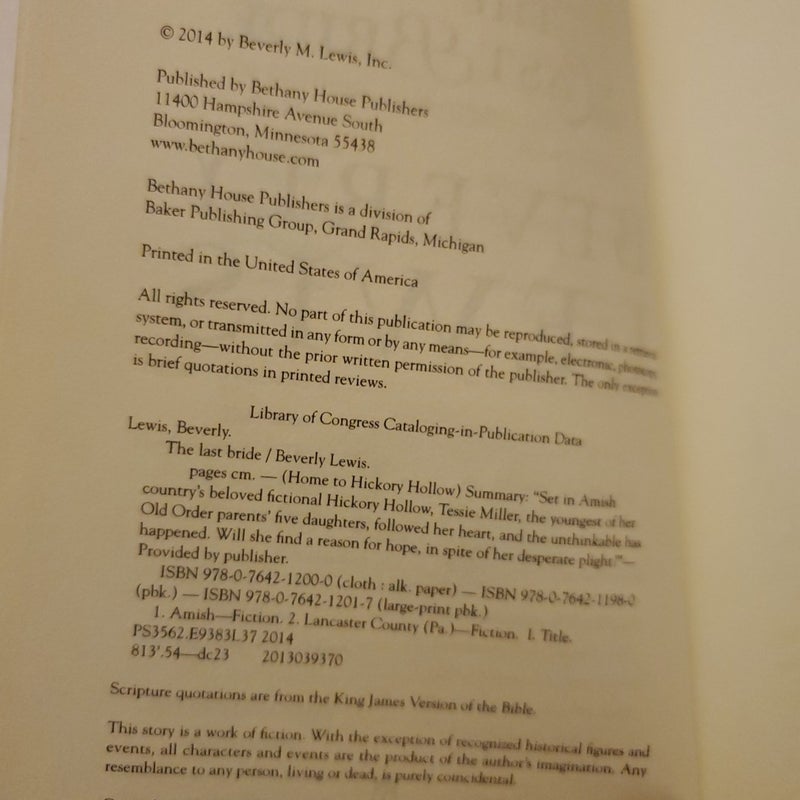 © 2014 by Beverly M. Lewis, Inc.
Published by Bethany House Publishers
11400 Hampshire Avenue South
Bloomington, Minnesota 55438
www.bethanyhouse.com
Bethany House Publishers is a division of
Baker Publishing Group, Grand Rapids, Michigan
Printed in the United States of America
All rights reserved. No part of this publication may be reproduced, stored in a
system, or transmitted in any form or by any means—for example, electronic,
recording—without the prior written permission of the publisher. The only exception
is brief quotations in printed reviews.
Library of Congress Cataloging-in-Publication Data
Lewis, Beverly.
The last bride / Beverly Lewis.
pages cm. — (Home to Hickory Hollow) Summary: “Set in Amish
country’s beloved fictional Hickory Hollow, Tessie Miller, the youngest of her
Old Order parents’ five daughters, followed her heart, and the unthinkable has
happened. Will she find a reason for hope, in spite of her desperate plight”—
Provided by publisher.
ISBN 978-0-7642-1200-0 (cloth : alk. paper) — ISBN 978-0-7642-1198-0
(pbk.) — ISBN 978-0-7642-1201-7 (large-print pbk.)
1. Amish—Fiction. 2. Lancaster County (Pa.)—Fiction. I. Title.
PS3562.E9383L37 2014
813’.54—dc23 2013039370
Scripture quotations are from the King James Version of the Bible.
This story is a work of fiction. With the exception of recognized historical figures and
events, all characters and events are the product of the author’s imagination. Any
resemblance to any person, living or dead, is purely coincidental.